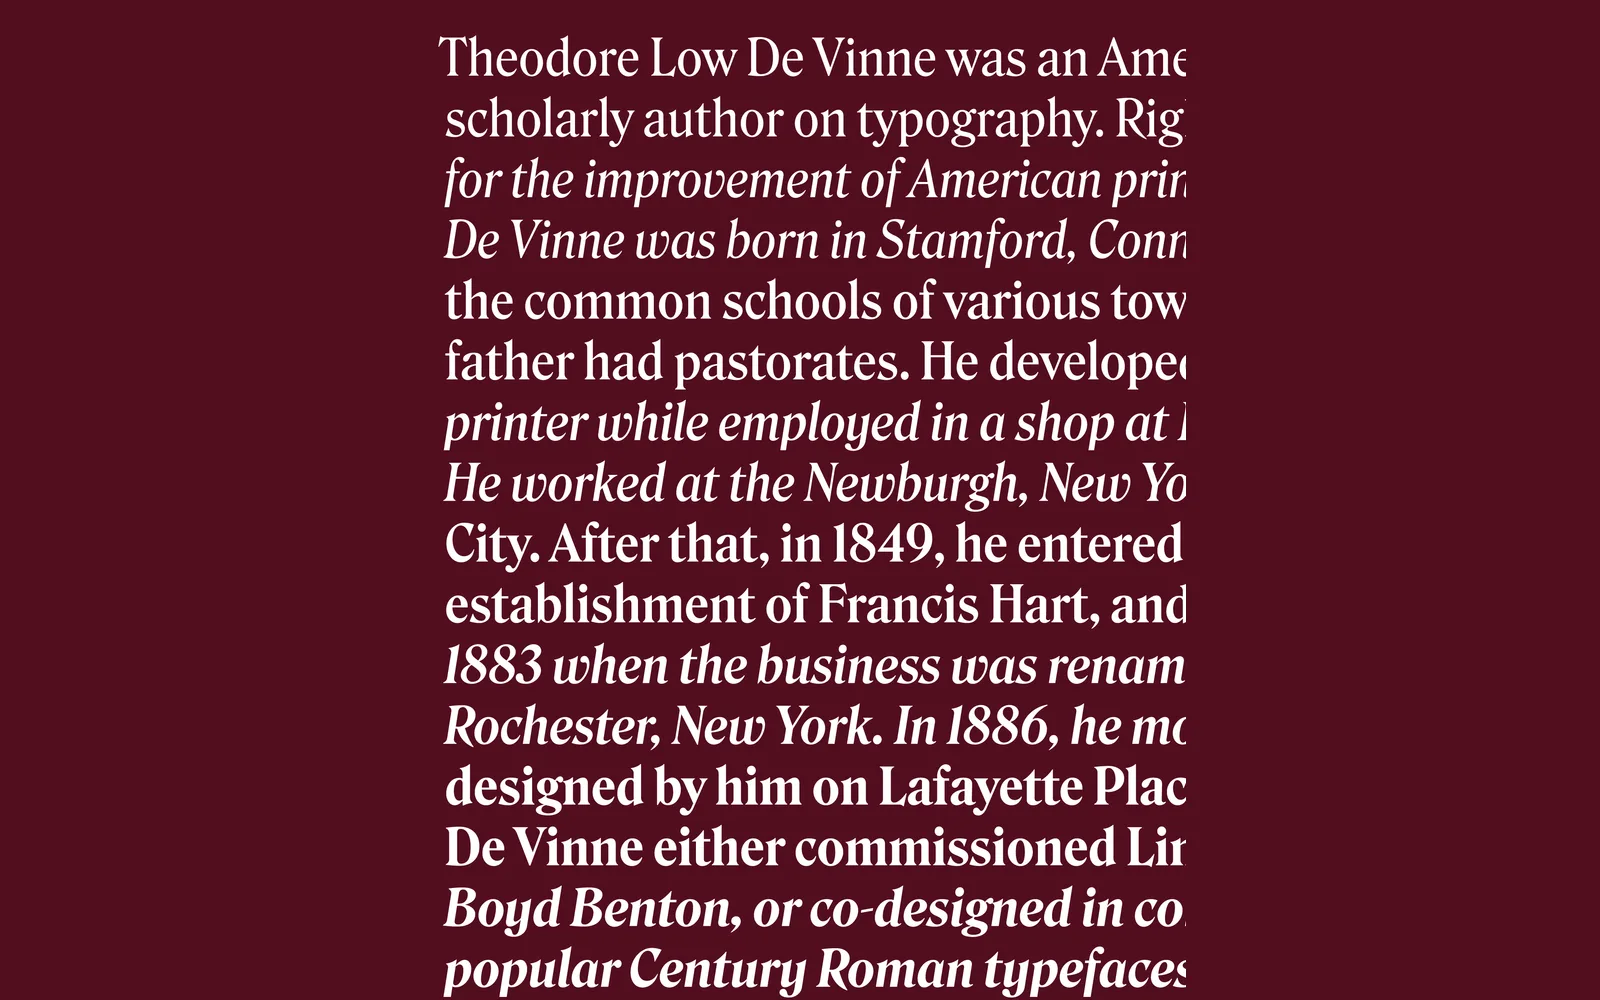 Theodore Low De Vinne was an Ame
scholarly author on typography. Rig
for the improvement of American prin
De Vinne was born in Stamford, Conn
the common schools of various tow
father had pastorates. He developed
printer while employed in a shop at
He worked at the Newburgh, New Yo
City. After that, in 1849, he entered
establishment of Francis Hart, and
1883 when the business was renam
Rochester, New York. In 1886, he mo
designed by him on Lafayette Plac
De Vinne either commissioned Lin
Boyd Benton, or co-designed in co
popular Century Roman typefaces